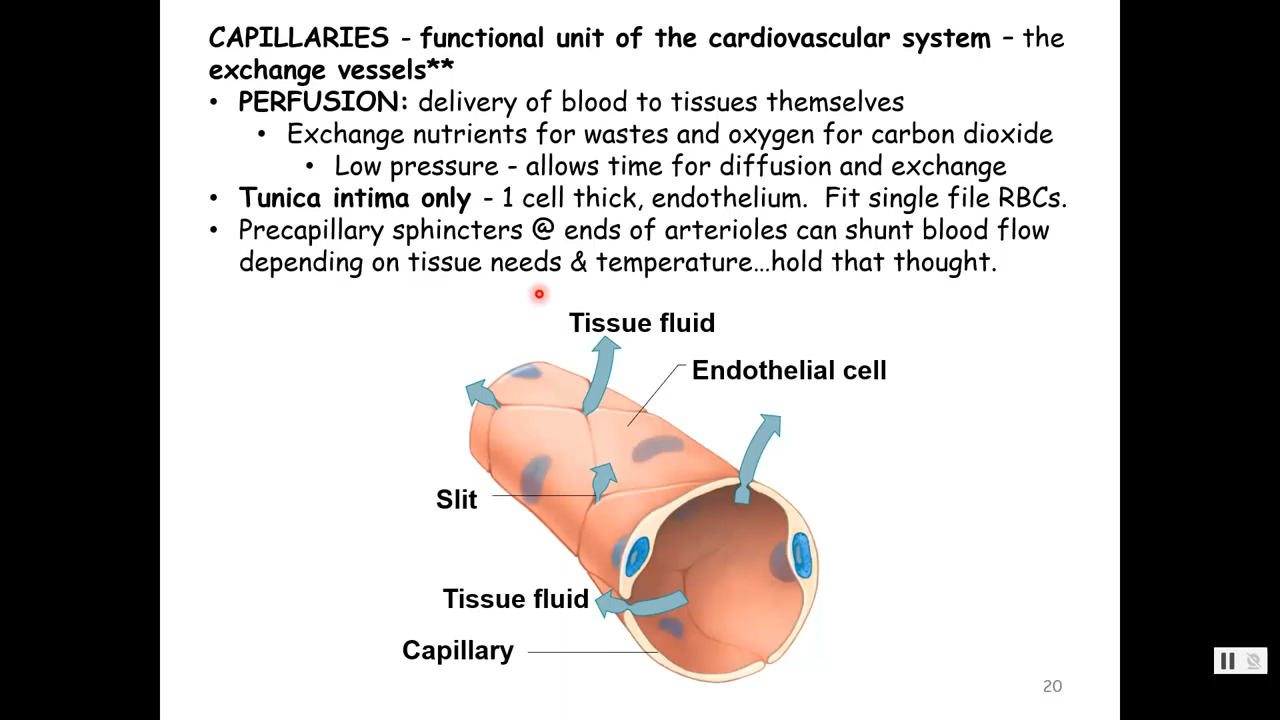 CAPILLARIES - functional unit of the cardiovascular system – the
exchange vessels**
• PERFUSION: delivery of blood to tissues themselves
• Exchange nutrients for wastes and oxygen for carbon dioxide
• Low pressure - allows time for diffusion and exchange
• Tunica intima only - 1 cell thick, endothelium. Fit single file RBCs.
• Precapillary sphincters @ ends of arterioles can shunt blood flow
depending on tissue needs & temperature…hold that thought.
Tissue fluid
Endothelial cell
Slit
Tissue fluid
Capillary
20